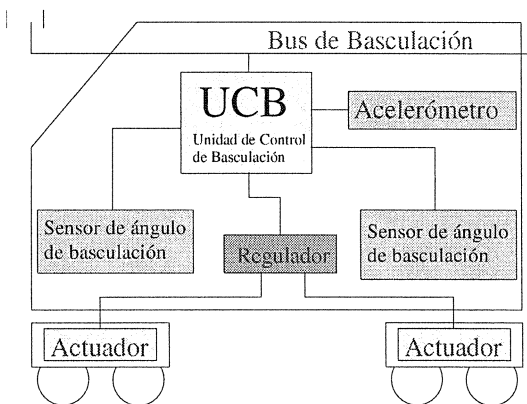 Bus de Basculación
UCB
Unidad de Control
de Basculación
Acelerómetro
Sensor de ángulo
de basculación
Regulador
Sensor de ángulo
de basculación
Actuador
Actuador